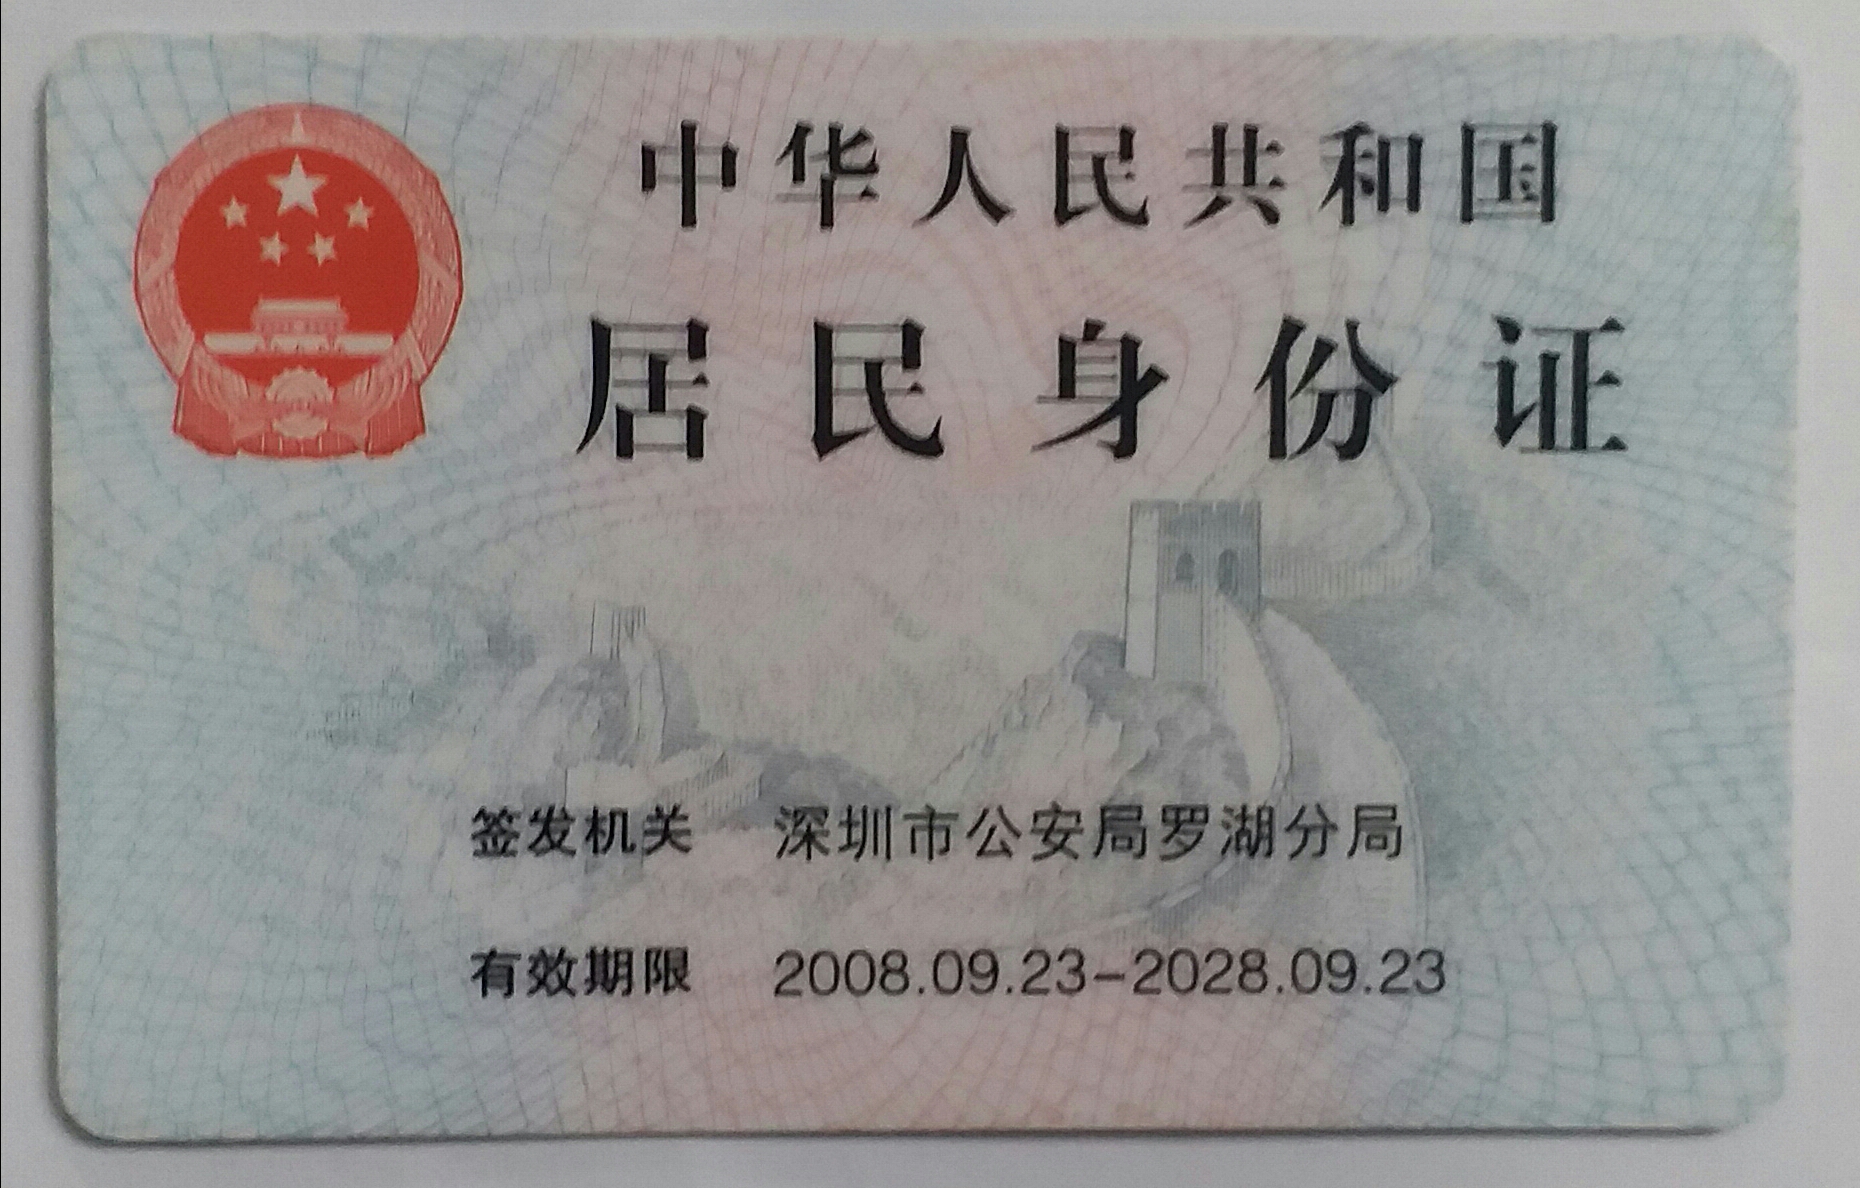 中华人民共和国
居民身份证
签发机关 深圳市公安局罗湖分局
有效期限 2008.09.23-2028.09.23